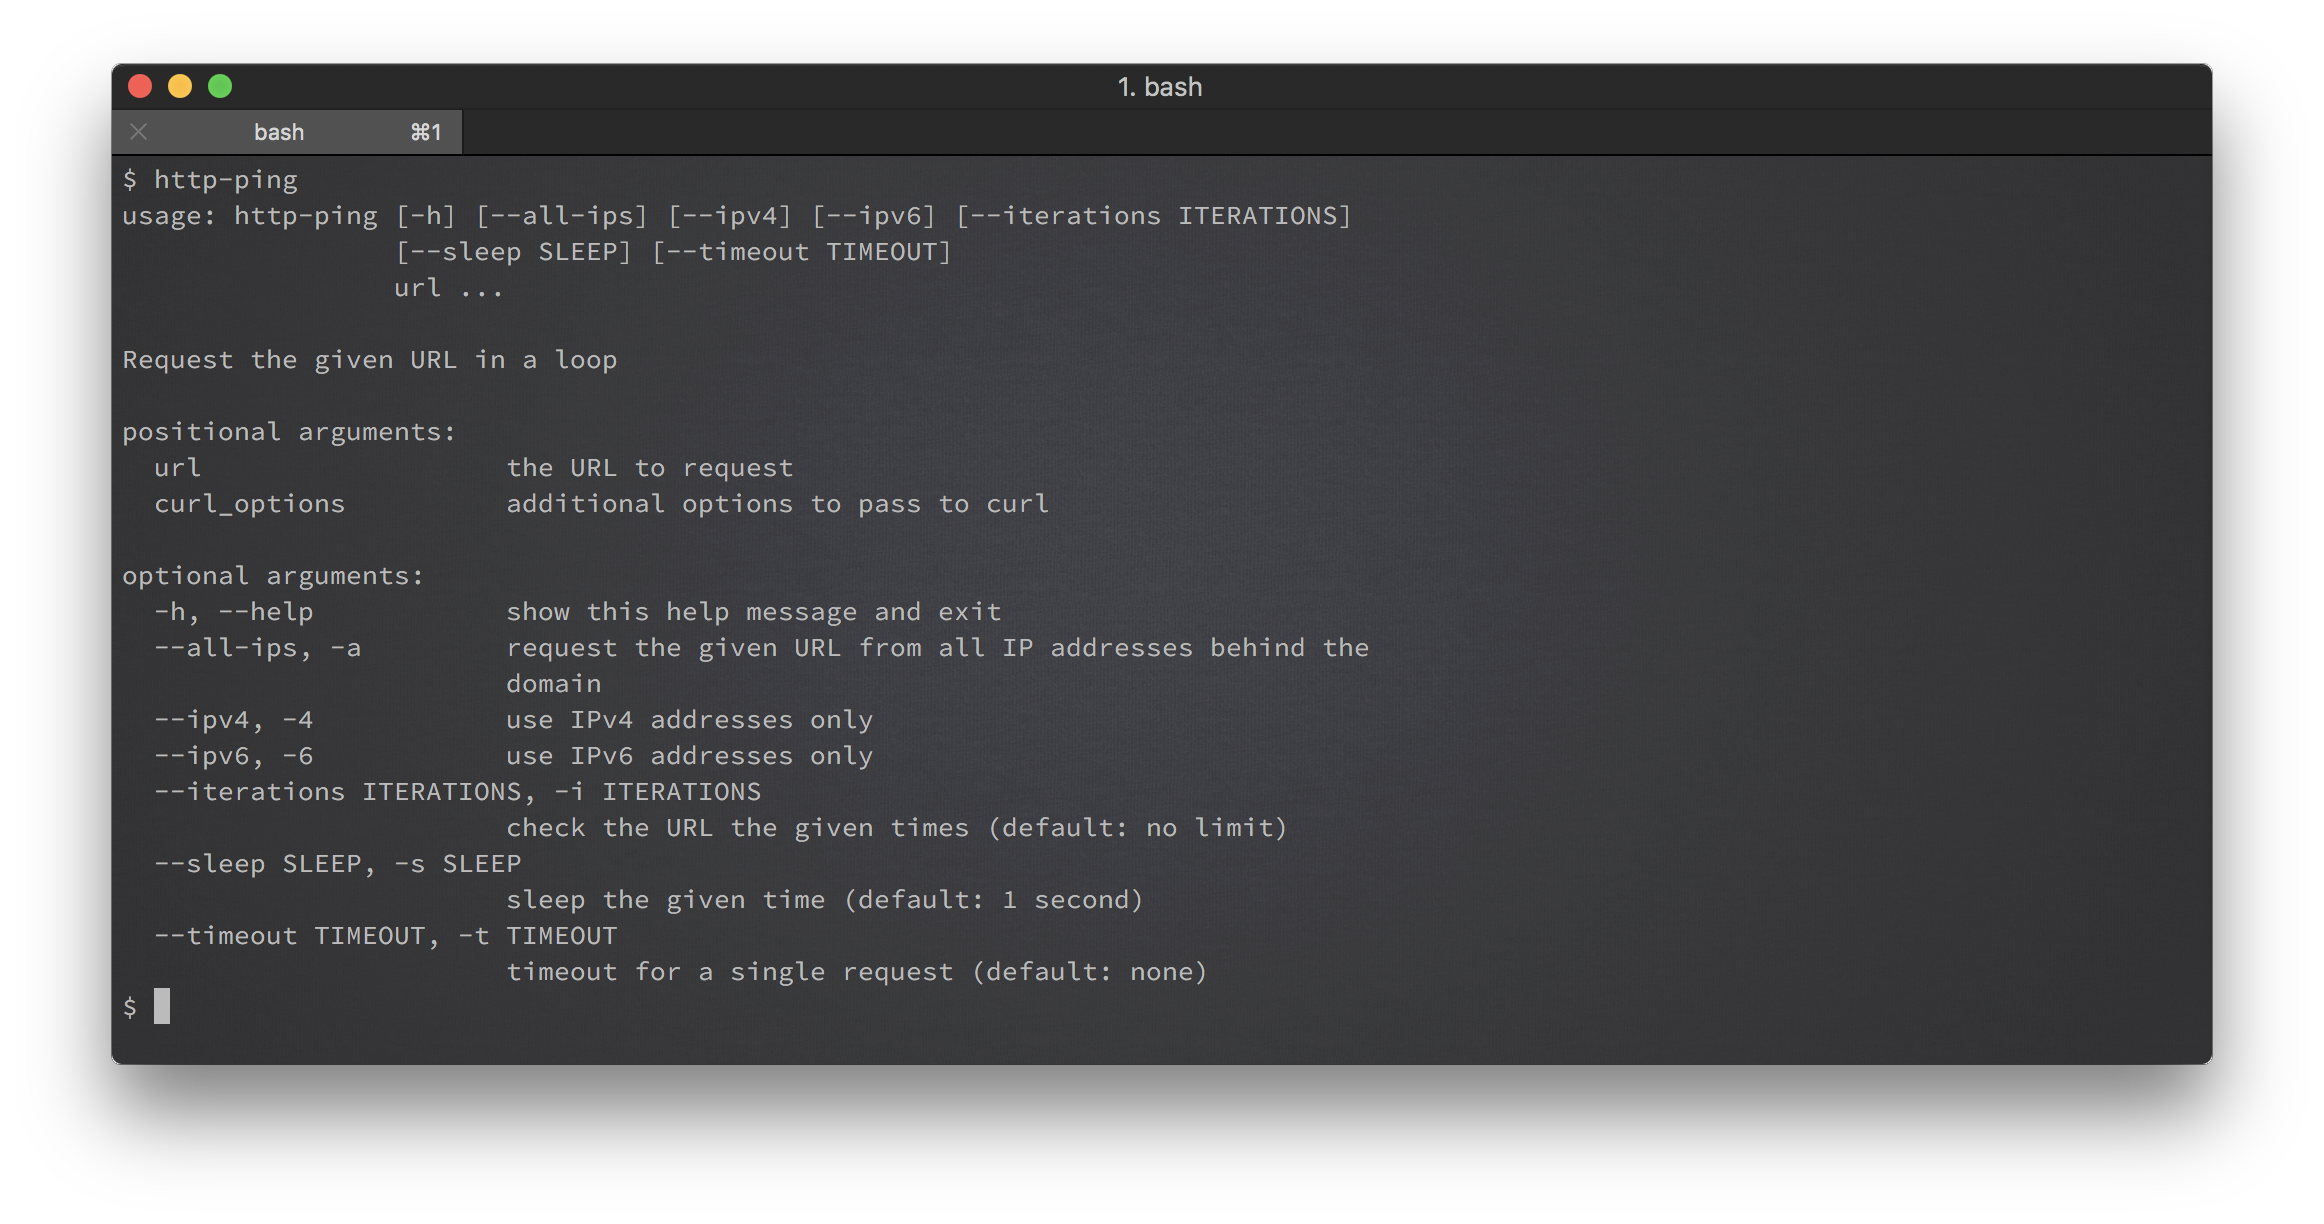 1. bash
bash ⌘1
$ http-ping
usage: http-ping [-h] [--all-ips] [--ipv4] [--ipv6] [--iterations ITERATIONS]
                 [--sleep SLEEP] [--timeout TIMEOUT]
                 url ...

Request the given URL in a loop

positional arguments:
  url                   the URL to request
  curl_options          additional options to pass to curl

optional arguments:
  -h, --help            show this help message and exit
  --all-ips, -a         request the given URL from all IP addresses behind the
                        domain
  --ipv4, -4            use IPv4 addresses only
  --ipv6, -6            use IPv6 addresses only
  --iterations ITERATIONS, -i ITERATIONS
                        check the URL the given times (default: no limit)
  --sleep SLEEP, -s SLEEP
                        sleep the given time (default: 1 second)
  --timeout TIMEOUT, -t TIMEOUT
                        timeout for a single request (default: none)
$